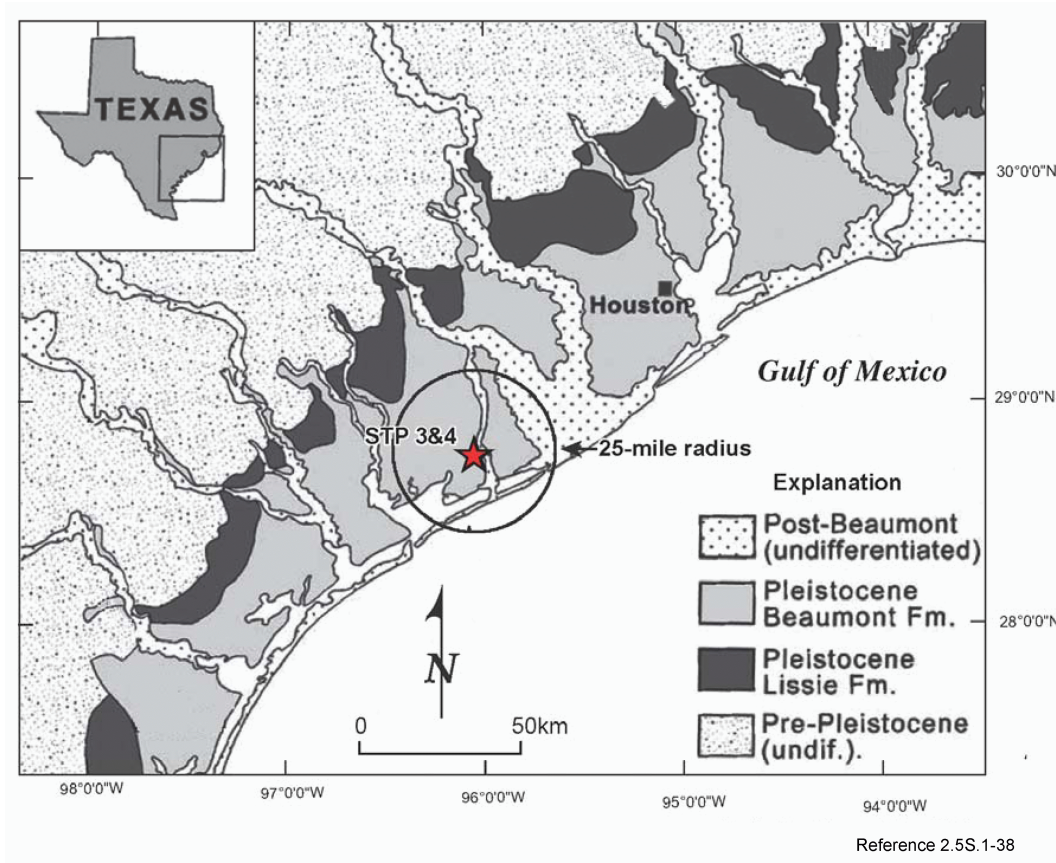 TEXAS
30°0'0"N
Houston
Gulf of Mexico
29°0'0"N
STP 3&4
25-mile radius
Explanation
Post-Beaumont
(undifferentiated)
Pleistocene
Beaumont Fm.
28°0'0"N
Pleistocene
Lissie Fm.
N
0 50km
Pre-Pleistocene
(undif.).
98°0'0"W 97°0'0"W 96°0'0"W 95°0'0"W 94°0'0"W
Reference 2.5S.1-38